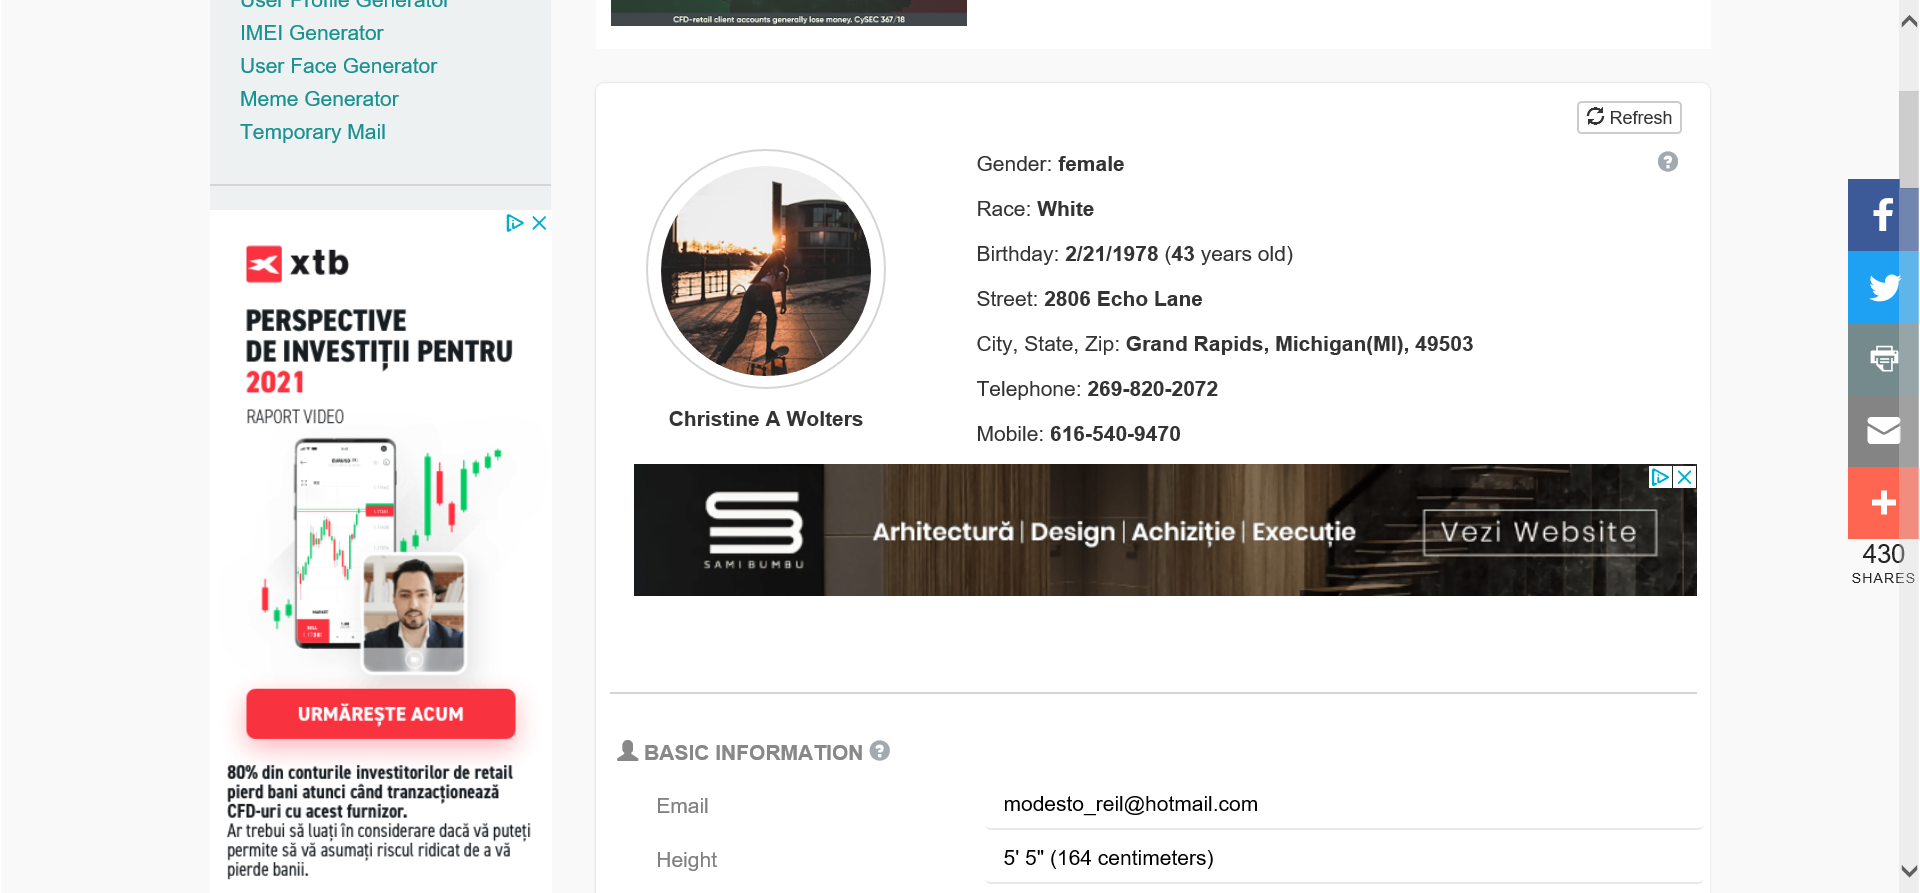 User Profile Generator
IMEI Generator
User Face Generator
Meme Generator
Temporary Mail
xtb
PERSPECTIVE
DE INVESTIȚII PENTRU
2021
RAPORT VIDEO
MARKET
SELL
URMĂREȘTE ACUM
80% din conturile investitorilor de retail
pierd bani atunci când tranzacționează
CFD-uri cu acest furnizor.
Ar trebui să luați în considerare dacă vă puteți
permite să vă asumați riscul ridicat de a vă
pierde banii.
CFD-retail client accounts generally lose money. CySEC 367/18
Refresh
Christine A Wolters
Gender: female
Race: White
Birthday: 2/21/1978 (43 years old)
Street: 2806 Echo Lane
City, State, Zip: Grand Rapids, Michigan(MI), 49503
Telephone: 269-820-2072
Mobile: 616-540-9470
SAMI BUMBU
Arhitectură | Design | Achiziție | Execuție
Vezi Website
BASIC INFORMATION
Email
modesto_reil@hotmail.com
Height
5' 5" (164 centimeters)
430
SHARES